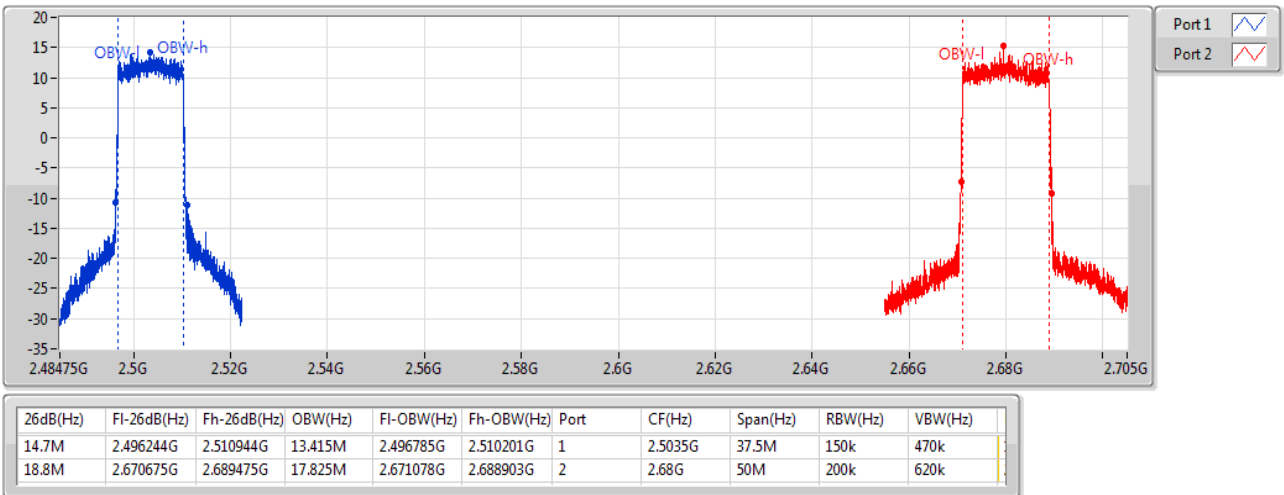 20
15
10
5
0
-5
-10
-15
-20
-25
-30
-35
OBW-l OBW-h
OBW-l OBW-h
2.48475G 2.5G 2.52G 2.54G 2.56G 2.58G 2.6G 2.62G 2.64G 2.66G 2.68G 2.705G
Port 1
Port 2
26dB(Hz) Fl-26dB(Hz) Fh-26dB(Hz) OBW(Hz) Fl-OBW(Hz) Fh-OBW(Hz) Port CF(Hz) Span(Hz) RBW(Hz) VBW(Hz)
14.7M 2.496244G 2.510944G 13.415M 2.496785G 2.510201G 1 2.5035G 37.5M 150k 470k
18.8M 2.670675G 2.689475G 17.825M 2.671078G 2.688903G 2 2.68G 50M 200k 620k